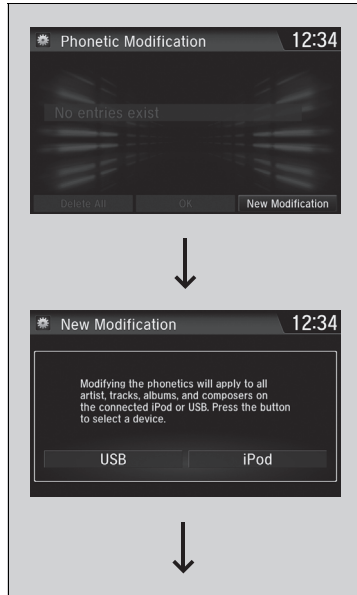 Phonetic Modification 12:34
No entries exist
Delete All OK New Modification
New Modification 12:34
Modifying the phonetics will apply to all
artist, tracks, albums, and composers on
the connected iPod or USB. Press the button
to select a device.
USB iPod